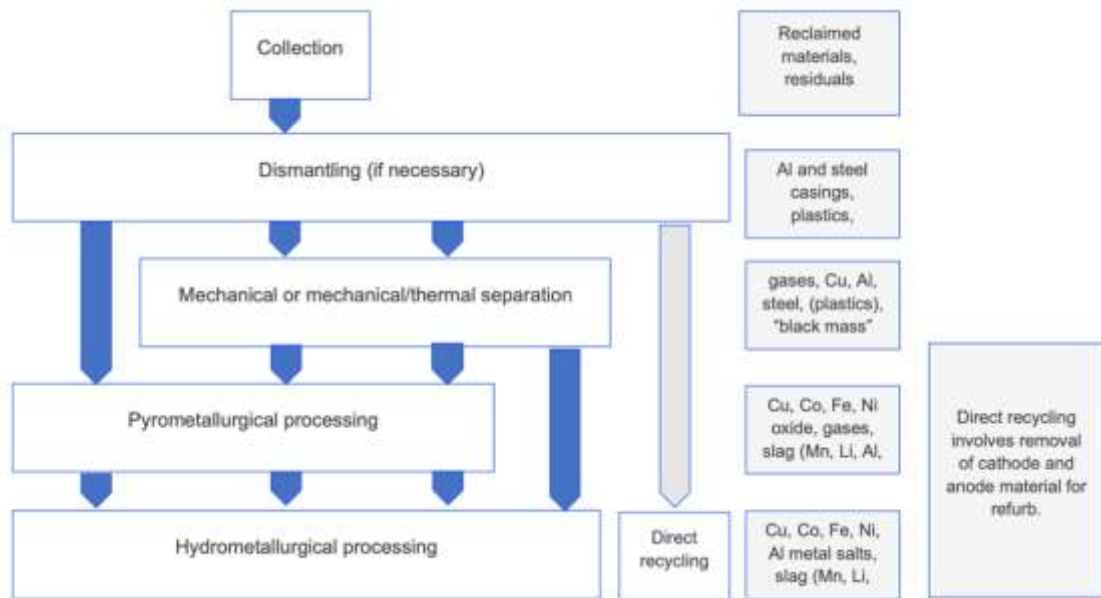 Collection
Reclaimed
materials,
residuals
Dismantling (if necessary)
Al and steel
casings,
plastics,
Mechanical or mechanical/thermal separation
gases, Cu, Al,
steel, (plastics),
"black mass"
Pyrometallurgical processing
Cu, Co, Fe, Ni
oxide, gases,
slag (Mn, Li, Al,
Direct recycling
involves removal
of cathode and
anode material for
refurb.
Hydrometallurgical processing
Direct
recycling
Cu, Co, Fe, Ni,
Al metal salts,
slag (Mn, Li,